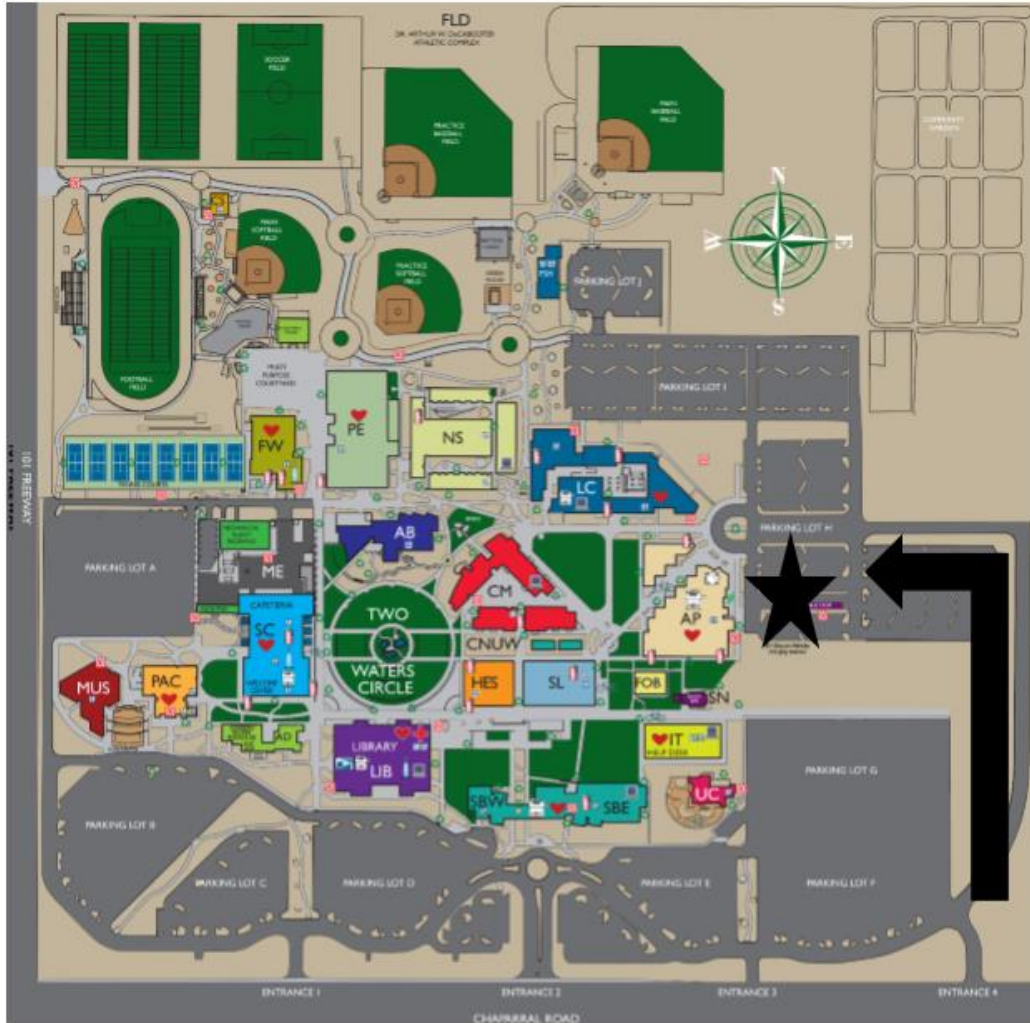 FLD
DR. ARTHUR W. DeCABOOTER
ATHLETIC COMPLEX
SOCCER
FIELD
PRACTICE
BASEBALL
FIELD
MAIN
BASEBALL
FIELD
COMMUNITY
GARDEN
N
W
E
S
MAIN
SOFTBALL
FIELD
PRACTICE
SOFTBALL
FIELD
PARKING LOT J
FOOTBALL
FIELD
MULTI
PURPOSE
COURTYARD
PARKING LOT I
PE
NS
FW
LC
TENNIS COURTS
101 FREEWAY
PARKING LOT A
AB
PARKING LOT H
ME
CM
CAFETERIA
SC
WELCOME
CENTER
TWO
WATERS
CIRCLE
AP
CNUW
MUS
PAC
HES
SL
FOB
SN
AD
LIBRARY
LIB
IT
HELP DESK
PARKING LOT G
SBW
SBE
UC
PARKING LOT B
PARKING LOT C
PARKING LOT D
PARKING LOT E
PARKING LOT F
ENTRANCE 1
ENTRANCE 2
ENTRANCE 3
ENTRANCE 4
CHAPARRAL ROAD